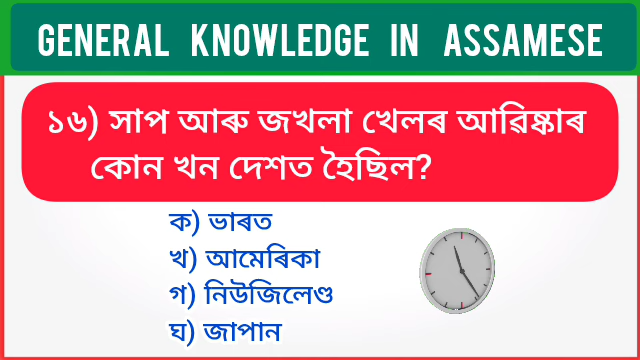 GENERAL KNOWLEDGE IN ASSAMESE
১৬) সাপ আৰু জখলা খেলৰ আৱিষ্কাৰ
কোন খন দেশত হৈছিল?
ক) ভাৰত
খ) আমেৰিকা
গ) নিউজিলেণ্ড
ঘ) জাপান